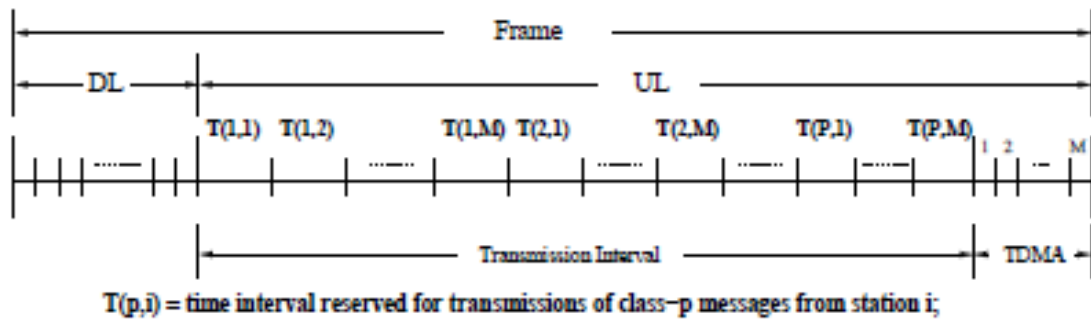 Frame
DL UL
T(1,1) T(1,2) T(1,M) T(2,1) T(2,M) T(P,1) T(P,M) 1 2 M
Transmission Interval TDMA
T(p,i) = time interval reserved for transmissions of class-p messages from station i;